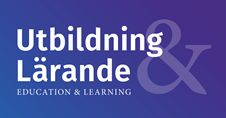 Utbildning
&
Lärande
EDUCATION & LEARNING